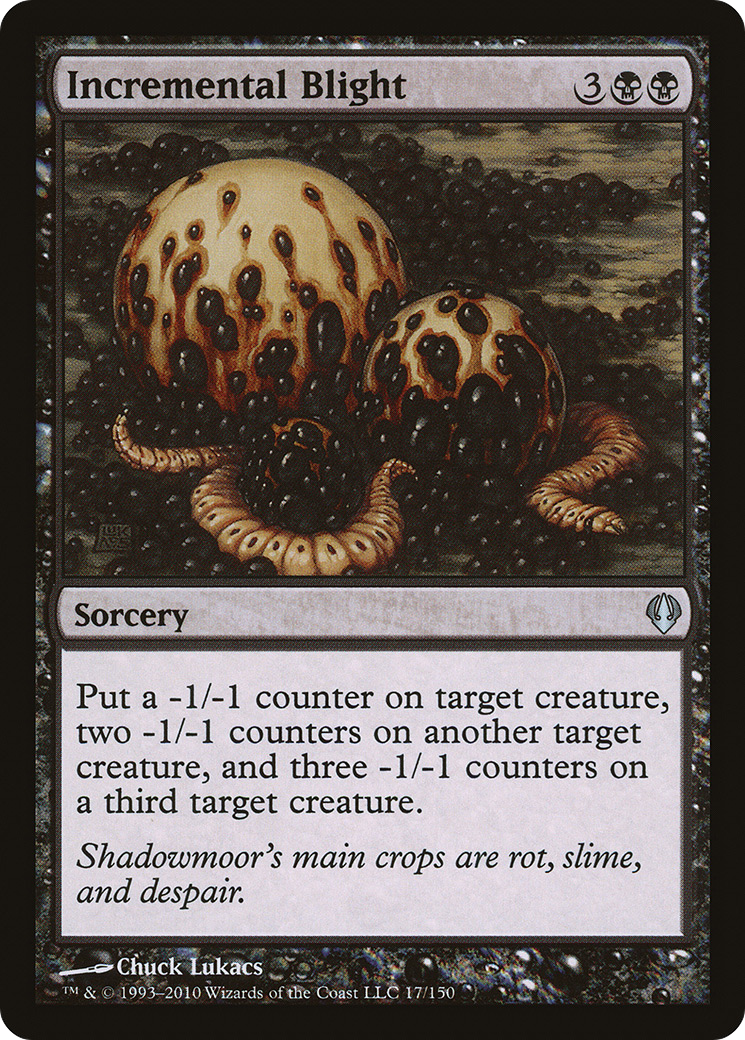 Incremental Blight 3
Sorcery
Put a -1/-1 counter on target creature,
two -1/-1 counters on another target
creature, and three -1/-1 counters on
a third target creature.
Shadowmoor's main crops are rot, slime,
and despair.
Chuck Lukacs
™ & © 1993–2010 Wizards of the Coast LLC 17/150